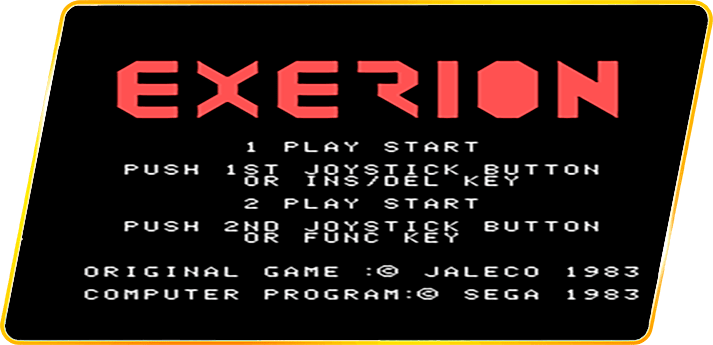 EXERION
1 PLAY START
PUSH 1ST JOYSTICK BUTTON
OR INS/DEL KEY
2 PLAY START
PUSH 2ND JOYSTICK BUTTON
OR FUNC KEY
ORIGINAL GAME :© JALECO 1983
COMPUTER PROGRAM:© SEGA 1983